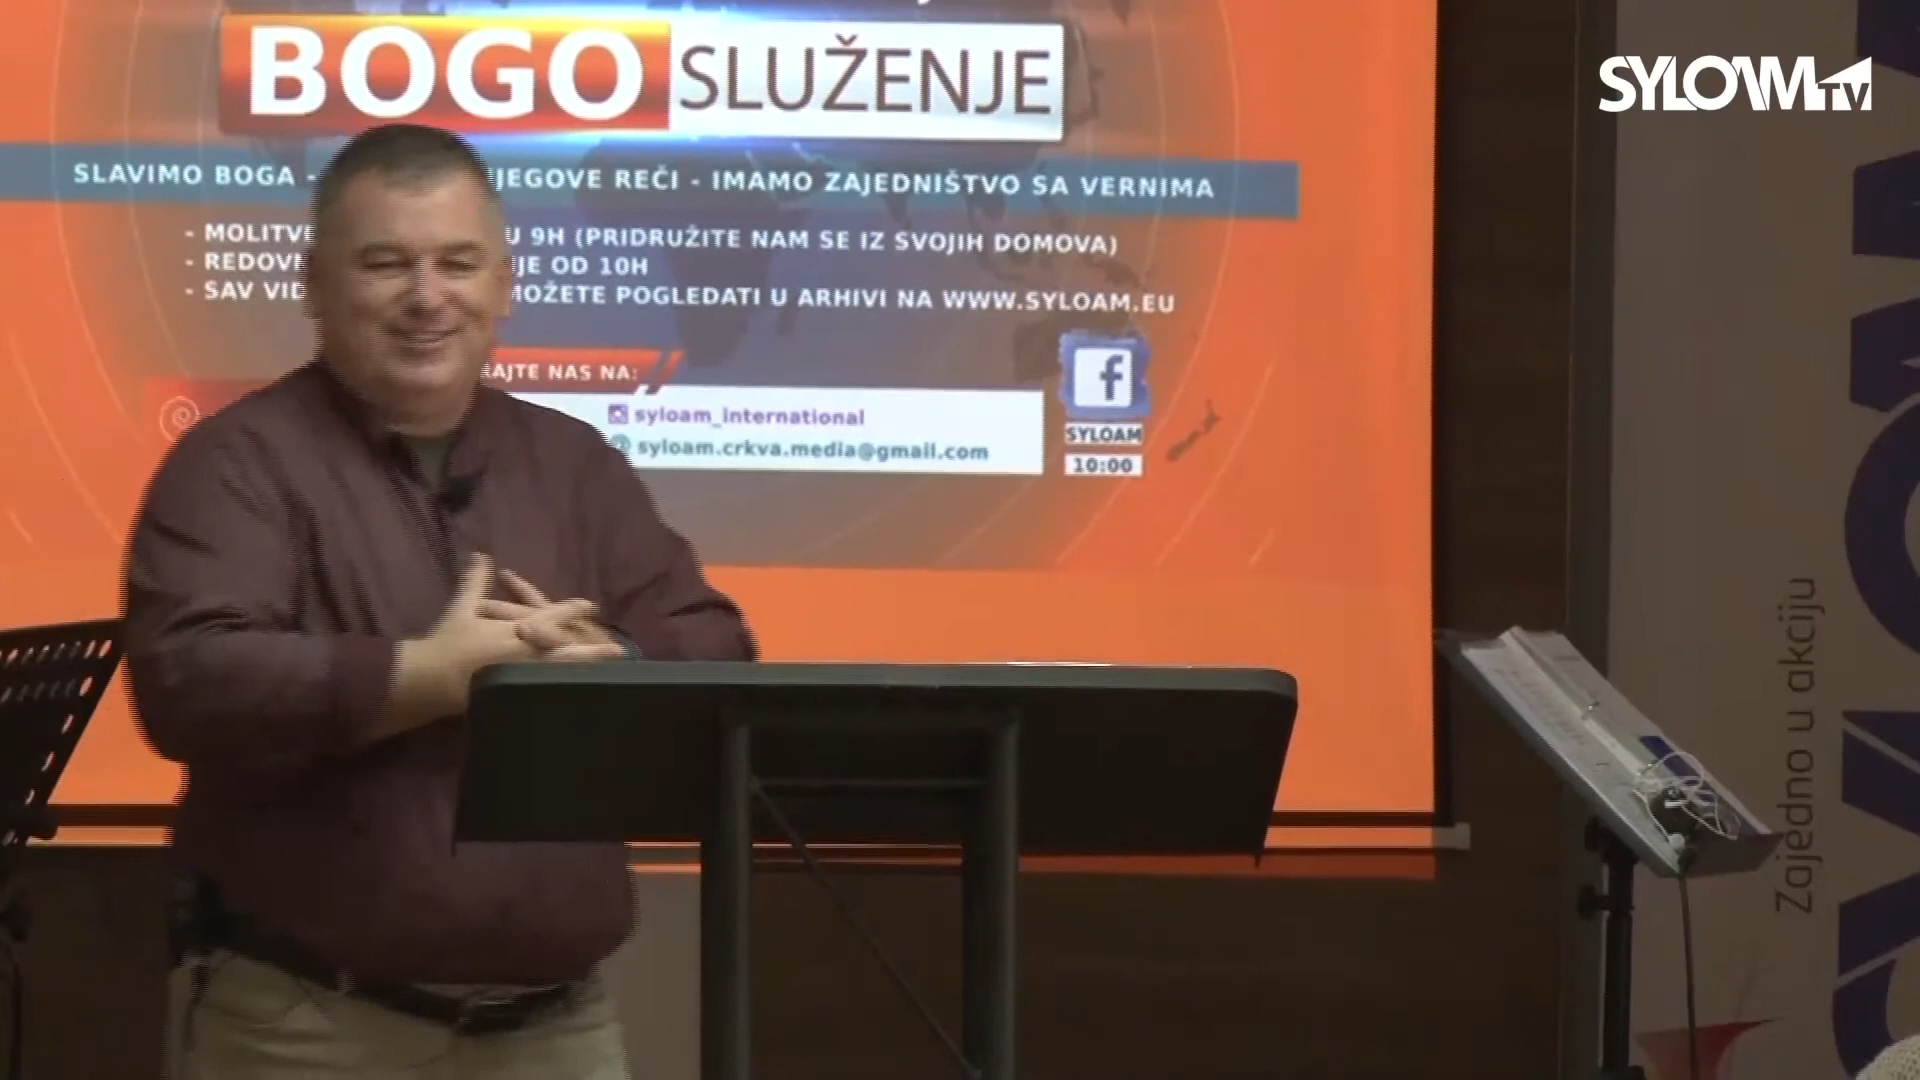 BOGO SLUŽENJE
SYLOAM TV
SLAVIMO BOGA - JEGOVE REČI - IMAMO ZAJEDNIŠTVO SA VERNIMA
- MOLITV U 9H (PRIDRUŽITE NAM SE IZ SVOJIH DOMOVA)
- REDOVN JE OD 10H
- SAV VID MOŽETE POGLEDATI U ARHIVI NA WWW.SYLOAM.EU
AJTE NAS NA:
syloam_international
syloam.crkva.media@gmail.com
SYLOAM
10:00
Zajedno u akciju